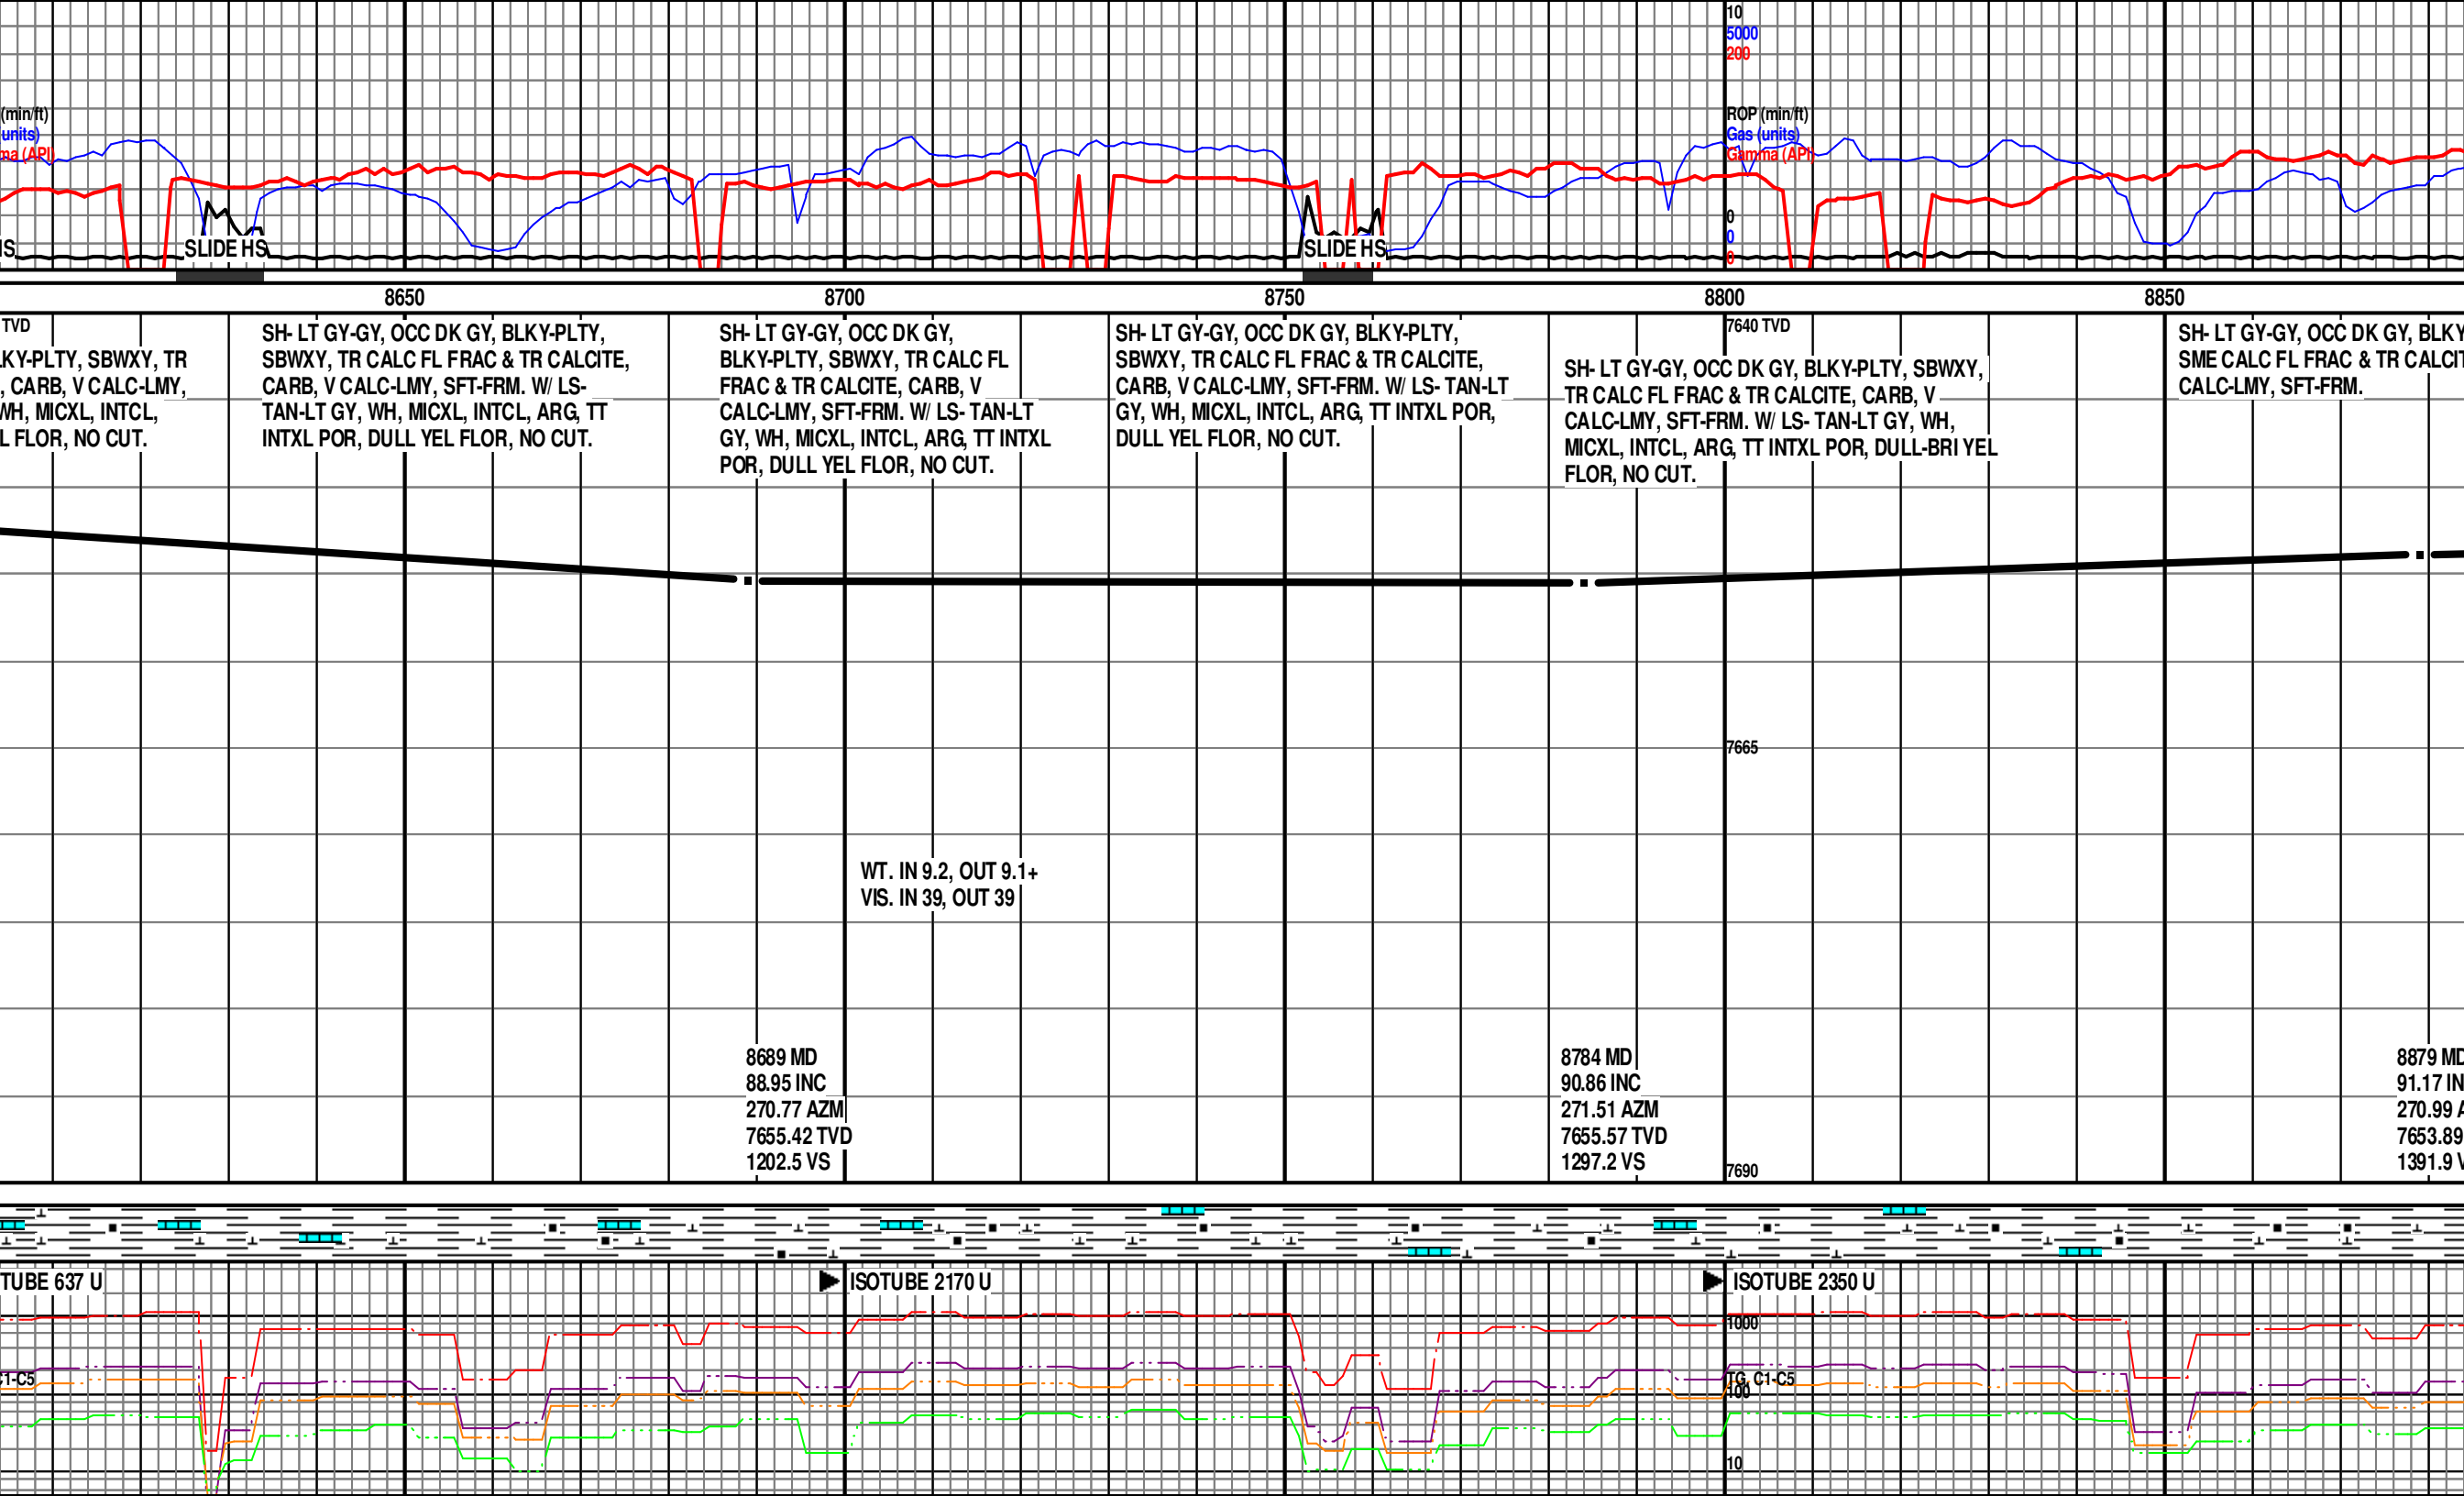 10
5000
200
(min/ft)
units)
ma (API)
ROP (min/ft)
Gas (units)
Gamma (API)
0
0
0
HS
SLIDE HS
SLIDE HS
8650
8700
8750
8800
8850
TVD
LKY-PLTY, SBWXY, TR
, CARB, V CALC-LMY,
WH, MICXL, INTCL,
L FLOR, NO CUT.
SH- LT GY-GY, OCC DK GY, BLKY-PLTY,
SBWXY, TR CALC FL FRAC & TR CALCITE,
CARB, V CALC-LMY, SFT-FRM. W/ LS-
TAN-LT GY, WH, MICXL, INTCL, ARG, TT
INTXL POR, DULL YEL FLOR, NO CUT.
SH- LT GY-GY, OCC DK GY,
BLKY-PLTY, SBWXY, TR CALC FL
FRAC & TR CALCITE, CARB, V
CALC-LMY, SFT-FRM. W/ LS- TAN-LT
GY, WH, MICXL, INTCL, ARG, TT INTXL
POR, DULL YEL FLOR, NO CUT.
SH- LT GY-GY, OCC DK GY, BLKY-PLTY,
SBWXY, TR CALC FL FRAC & TR CALCITE,
CARB, V CALC-LMY, SFT-FRM. W/ LS- TAN-LT
GY, WH, MICXL, INTCL, ARG, TT INTXL POR,
DULL YEL FLOR, NO CUT.
7640 TVD
SH- LT GY-GY, OCC DK GY, BLKY-PLTY, SBWXY,
TR CALC FL FRAC & TR CALCITE, CARB, V
CALC-LMY, SFT-FRM. W/ LS- TAN-LT GY, WH,
MICXL, INTCL, ARG, TT INTXL POR, DULL-BRI YEL
FLOR, NO CUT.
SH- LT GY-GY, OCC DK GY, BLKY
SME CALC FL FRAC & TR CALCIT
CALC-LMY, SFT-FRM.
7665
WT. IN 9.2, OUT 9.1+
VIS. IN 39, OUT 39
8689 MD
88.95 INC
270.77 AZM
7655.42 TVD
1202.5 VS
8784 MD
90.86 INC
271.51 AZM
7655.57 TVD
1297.2 VS
7690
8879 MD
91.17 IN
270.99 A
7653.89
1391.9 V
TUBE 637 U
ISOTUBE 2170 U
ISOTUBE 2350 U
1000
C1-C5
TG, C1-C5
100
10